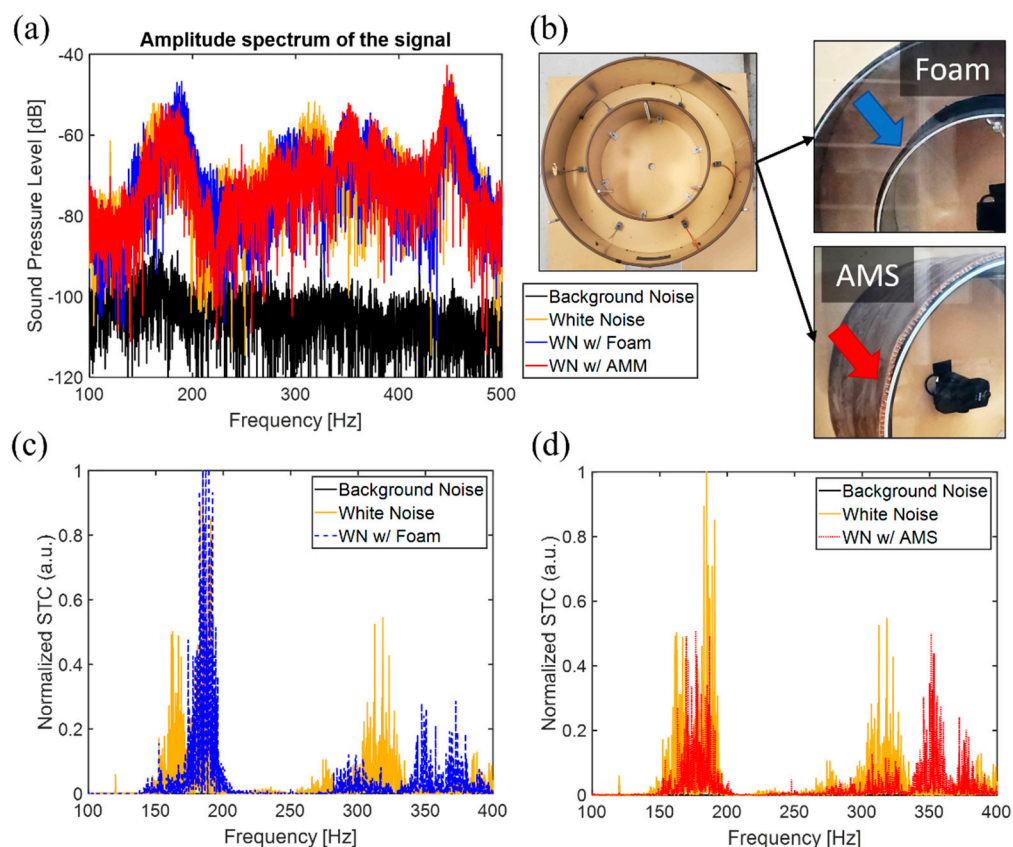 (a)
Amplitude spectrum of the signal
Sound Pressure Level [dB]
-40
-60
-80
-100
-120
100
200
300
400
500
Frequency [Hz]
Background Noise
White Noise
WN w/ Foam
WN w/ AMM
(b)
Foam
AMS
(c)
Normalized STC (a.u.)
1
0.8
0.6
0.4
0.2
0
100
150
200
250
300
350
400
Frequency [Hz]
Background Noise
White Noise
WN w/ Foam
(d)
Normalized STC (a.u.)
1
0.8
0.6
0.4
0.2
0
100
150
200
250
300
350
400
Frequency [Hz]
Background Noise
White Noise
WN w/ AMS